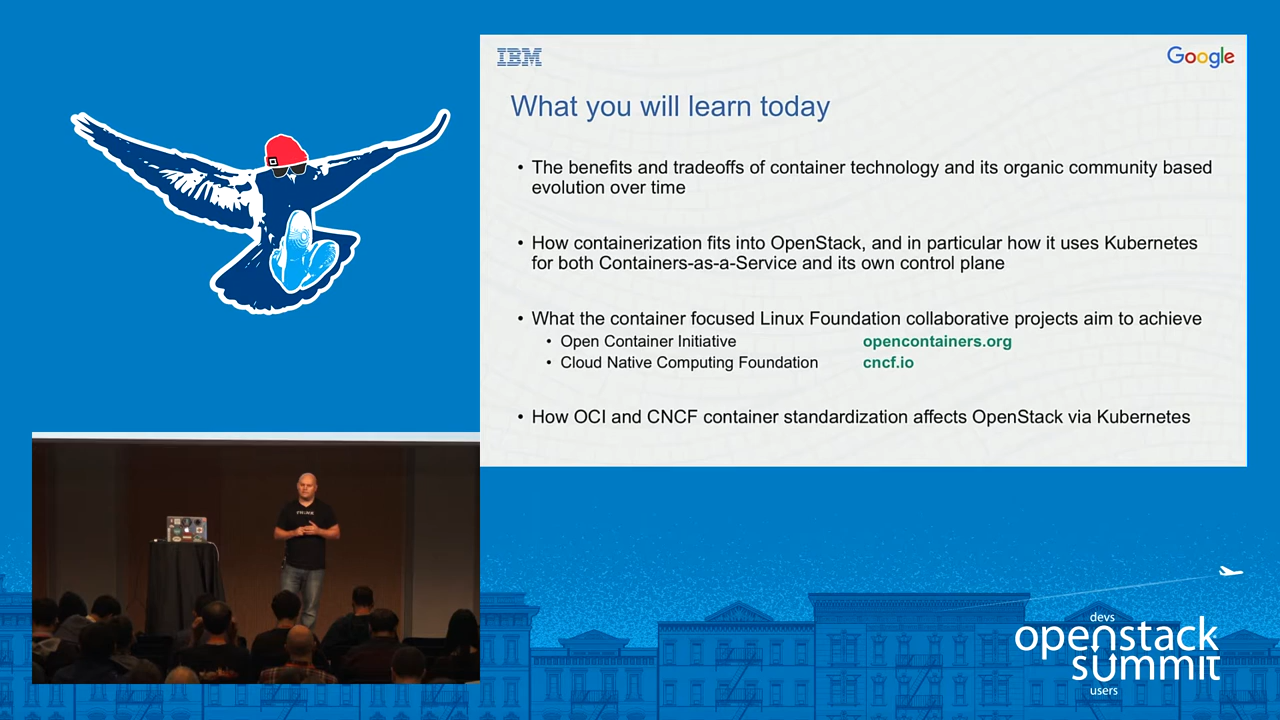 IBM
Google
What you will learn today
• The benefits and tradeoffs of container technology and its organic community based
evolution over time
• How containerization fits into OpenStack, and in particular how it uses Kubernetes
for both Containers-as-a-Service and its own control plane
• What the container focused Linux Foundation collaborative projects aim to achieve
• Open Container Initiative opencontainers.org
• Cloud Native Computing Foundation cncf.io
• How OCI and CNCF container standardization affects OpenStack via Kubernetes
THINK
devs
openstack
summit
users